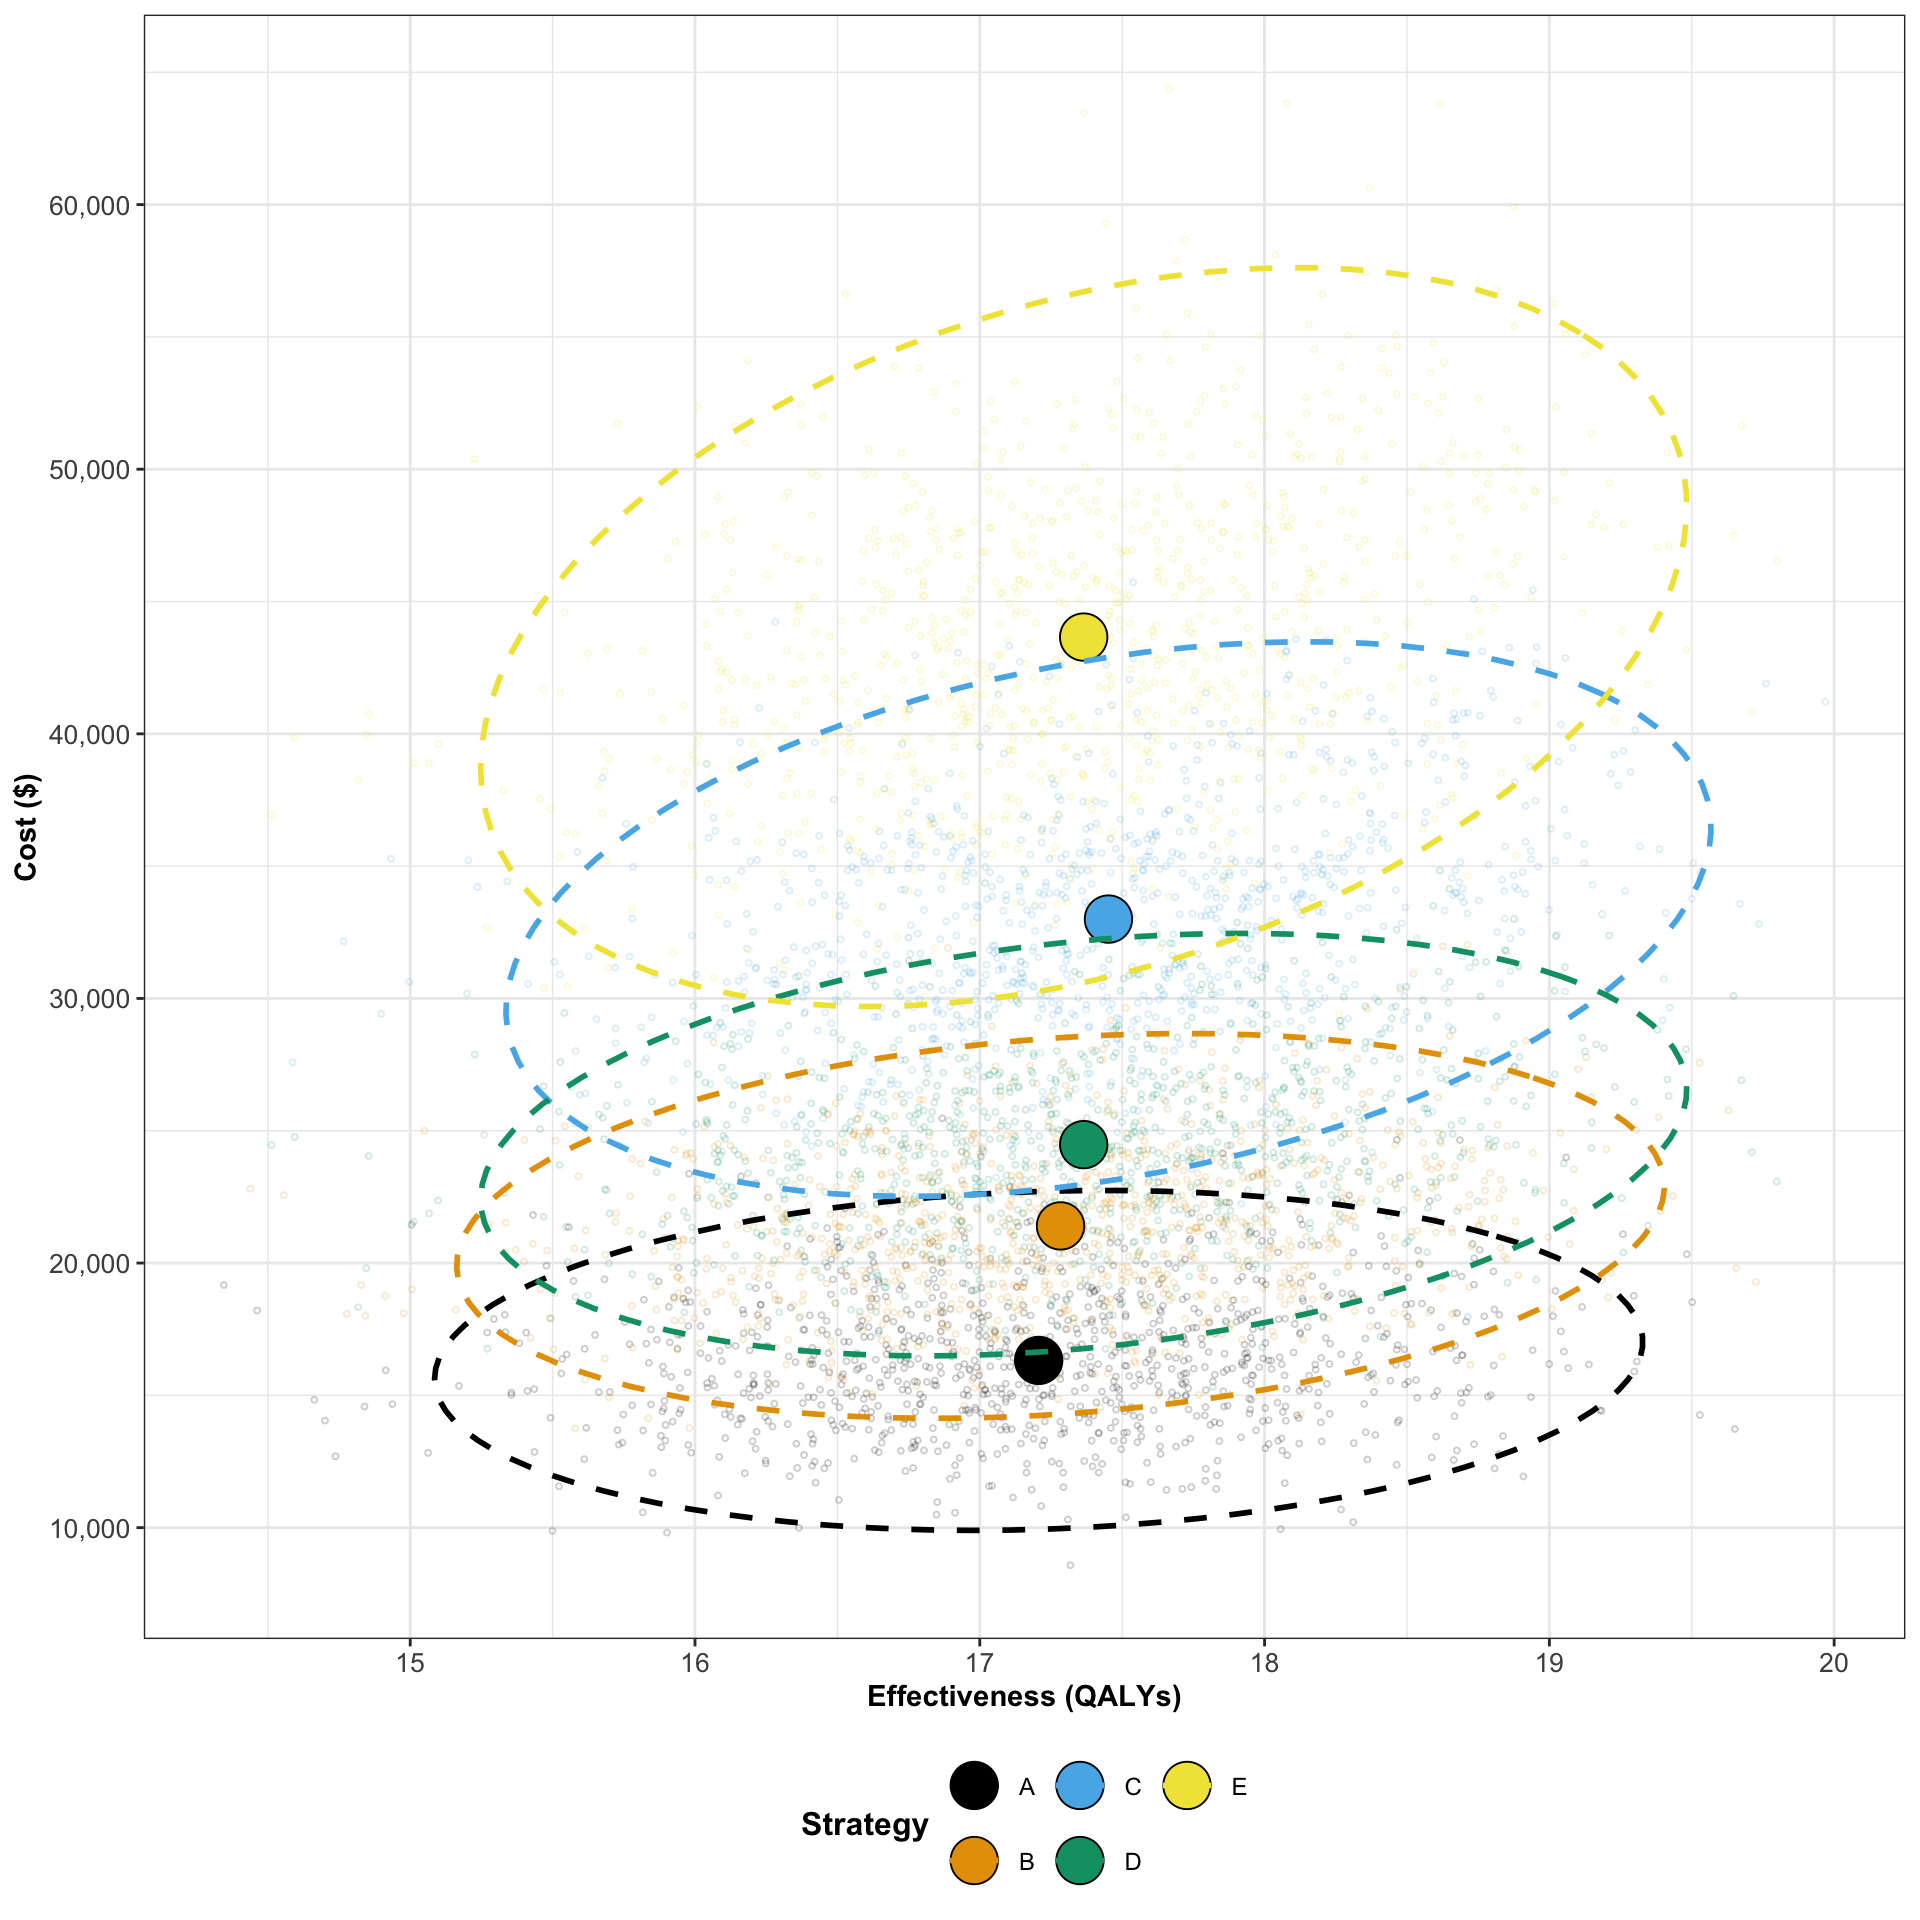 60,000
50,000
40,000
30,000
20,000
10,000
Cost ($)
15 16 17 18 19 20
Effectiveness (QALYs)
Strategy
A C E
B D